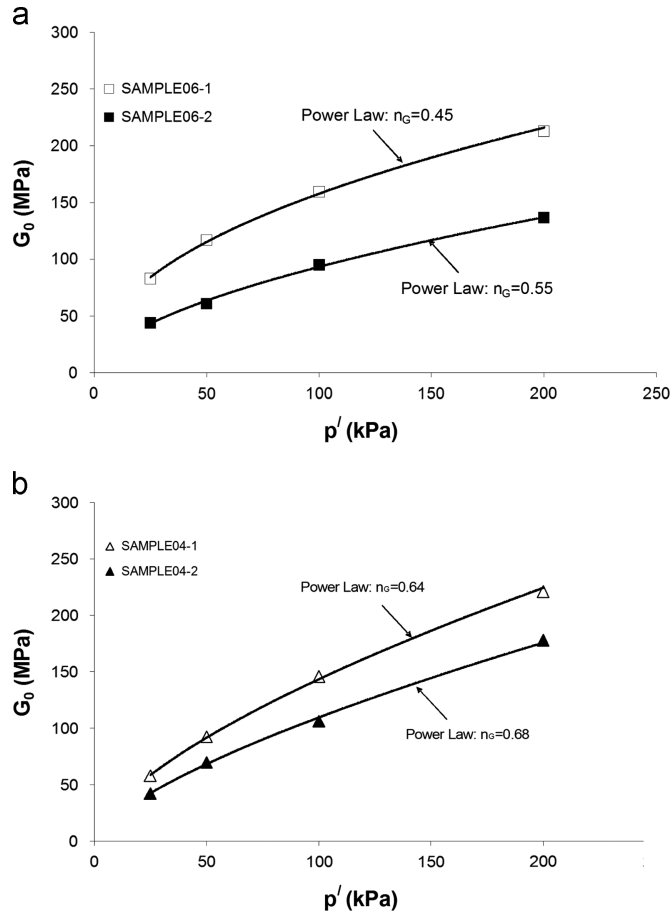 a
300
SAMPLE06-1
SAMPLE06-2
Power Law: nG=0.45
250
200
G0 (MPa)
150
100
Power Law: nG=0.55
50
0
0 50 100 150 200 250
p' (kPa)
b
300
SAMPLE04-1
SAMPLE04-2
250
Power Law: nG=0.64
200
G0 (MPa)
150
100
Power Law: nG=0.68
50
0
0 50 100 150 200
p' (kPa)